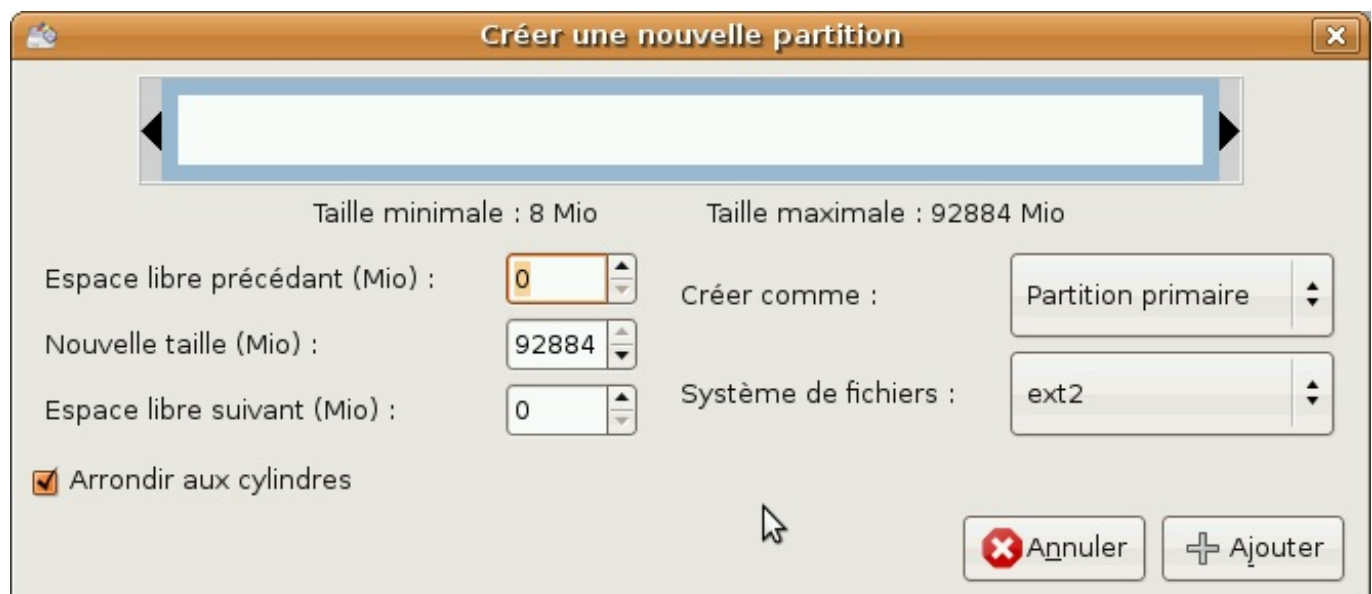 Créer une nouvelle partition
Taille minimale : 8 Mio Taille maximale : 92884 Mio
Espace libre précédant (Mio) : 0
Créer comme : Partition primaire
Nouvelle taille (Mio) : 92884
Espace libre suivant (Mio) : 0
Système de fichiers : ext2
Arrondir aux cylindres
Annuler Ajouter